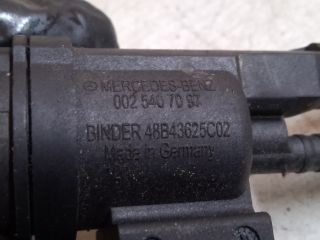 MERCEDES-BENZ
002 540 70 97
BINDER 48B43625C02
Made in Germany